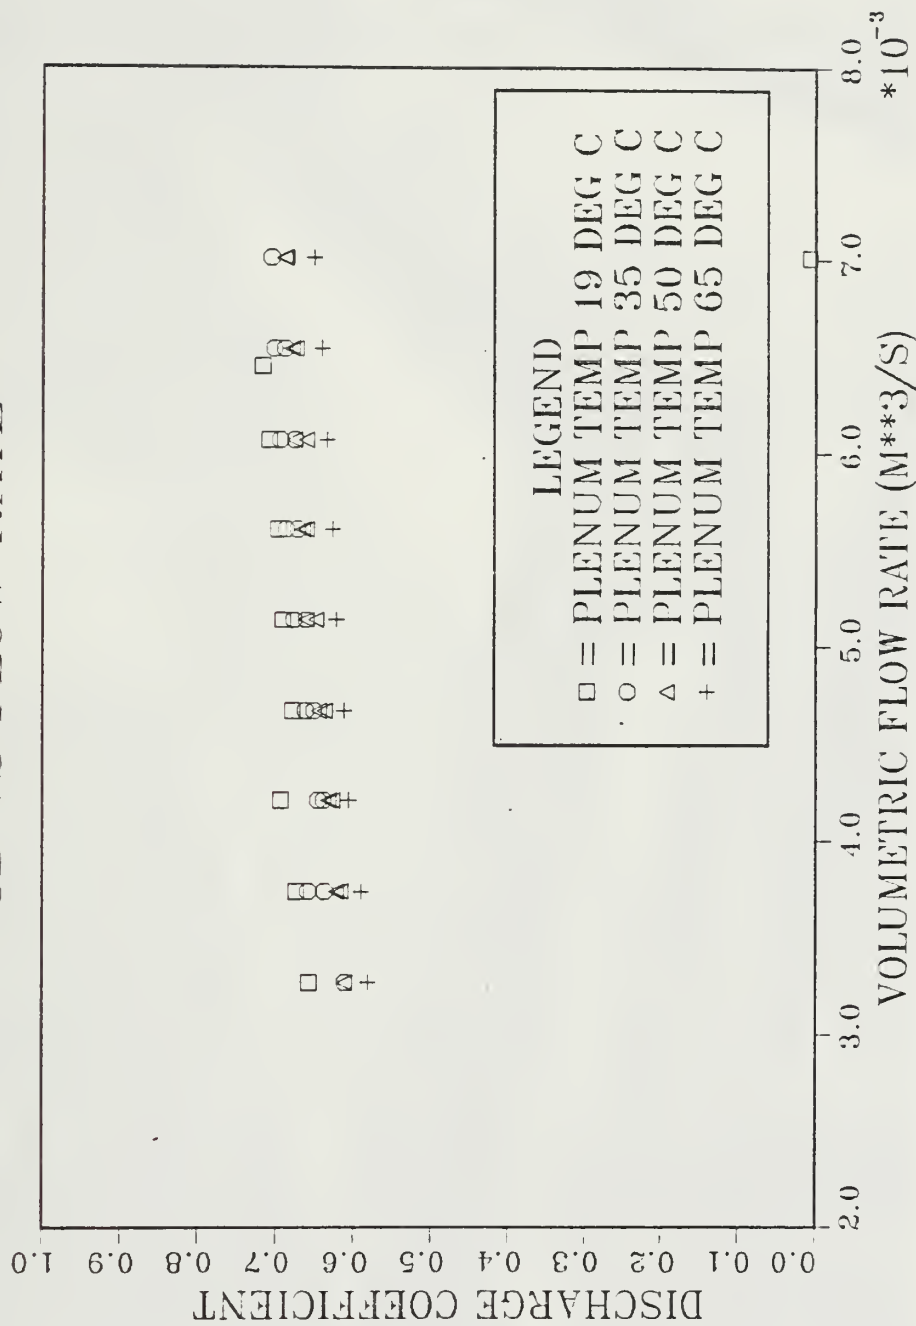 DISCHARGE COEFFICIENT
1.0
0.9
0.8
0.7
0.6
0.5
0.4
0.3
0.2
0.1
0.0
LEGEND
□ = PLENUM TEMP 19 DEG C
○ = PLENUM TEMP 35 DEG C
△ = PLENUM TEMP 50 DEG C
+ = PLENUM TEMP 65 DEG C
2.0 3.0 4.0 5.0 6.0 7.0 8.0
*10⁻³
VOLUMETRIC FLOW RATE (M**3/S)